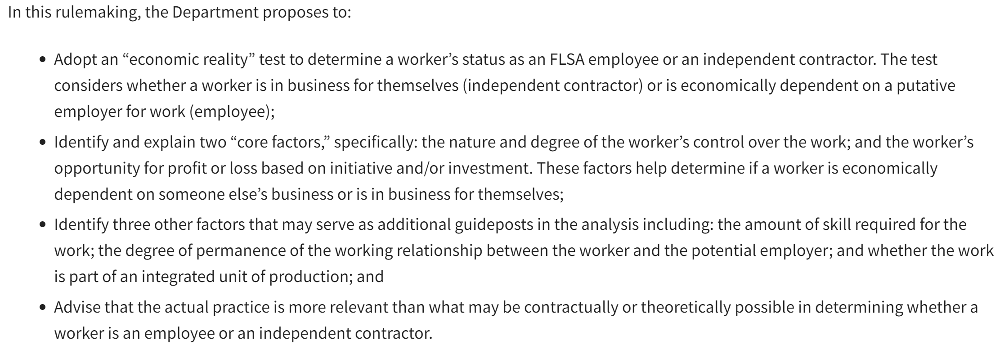 In this rulemaking, the Department proposes to:
• Adopt an “economic reality” test to determine a worker’s status as an FLSA employee or an independent contractor. The test
considers whether a worker is in business for themselves (independent contractor) or is economically dependent on a putative
employer for work (employee);
• Identify and explain two “core factors,” specifically: the nature and degree of the worker’s control over the work; and the worker’s
opportunity for profit or loss based on initiative and/or investment. These factors help determine if a worker is economically
dependent on someone else’s business or is in business for themselves;
• Identify three other factors that may serve as additional guideposts in the analysis including: the amount of skill required for the
work; the degree of permanence of the working relationship between the worker and the potential employer; and whether the work
is part of an integrated unit of production; and
• Advise that the actual practice is more relevant than what may be contractually or theoretically possible in determining whether a
worker is an employee or an independent contractor.